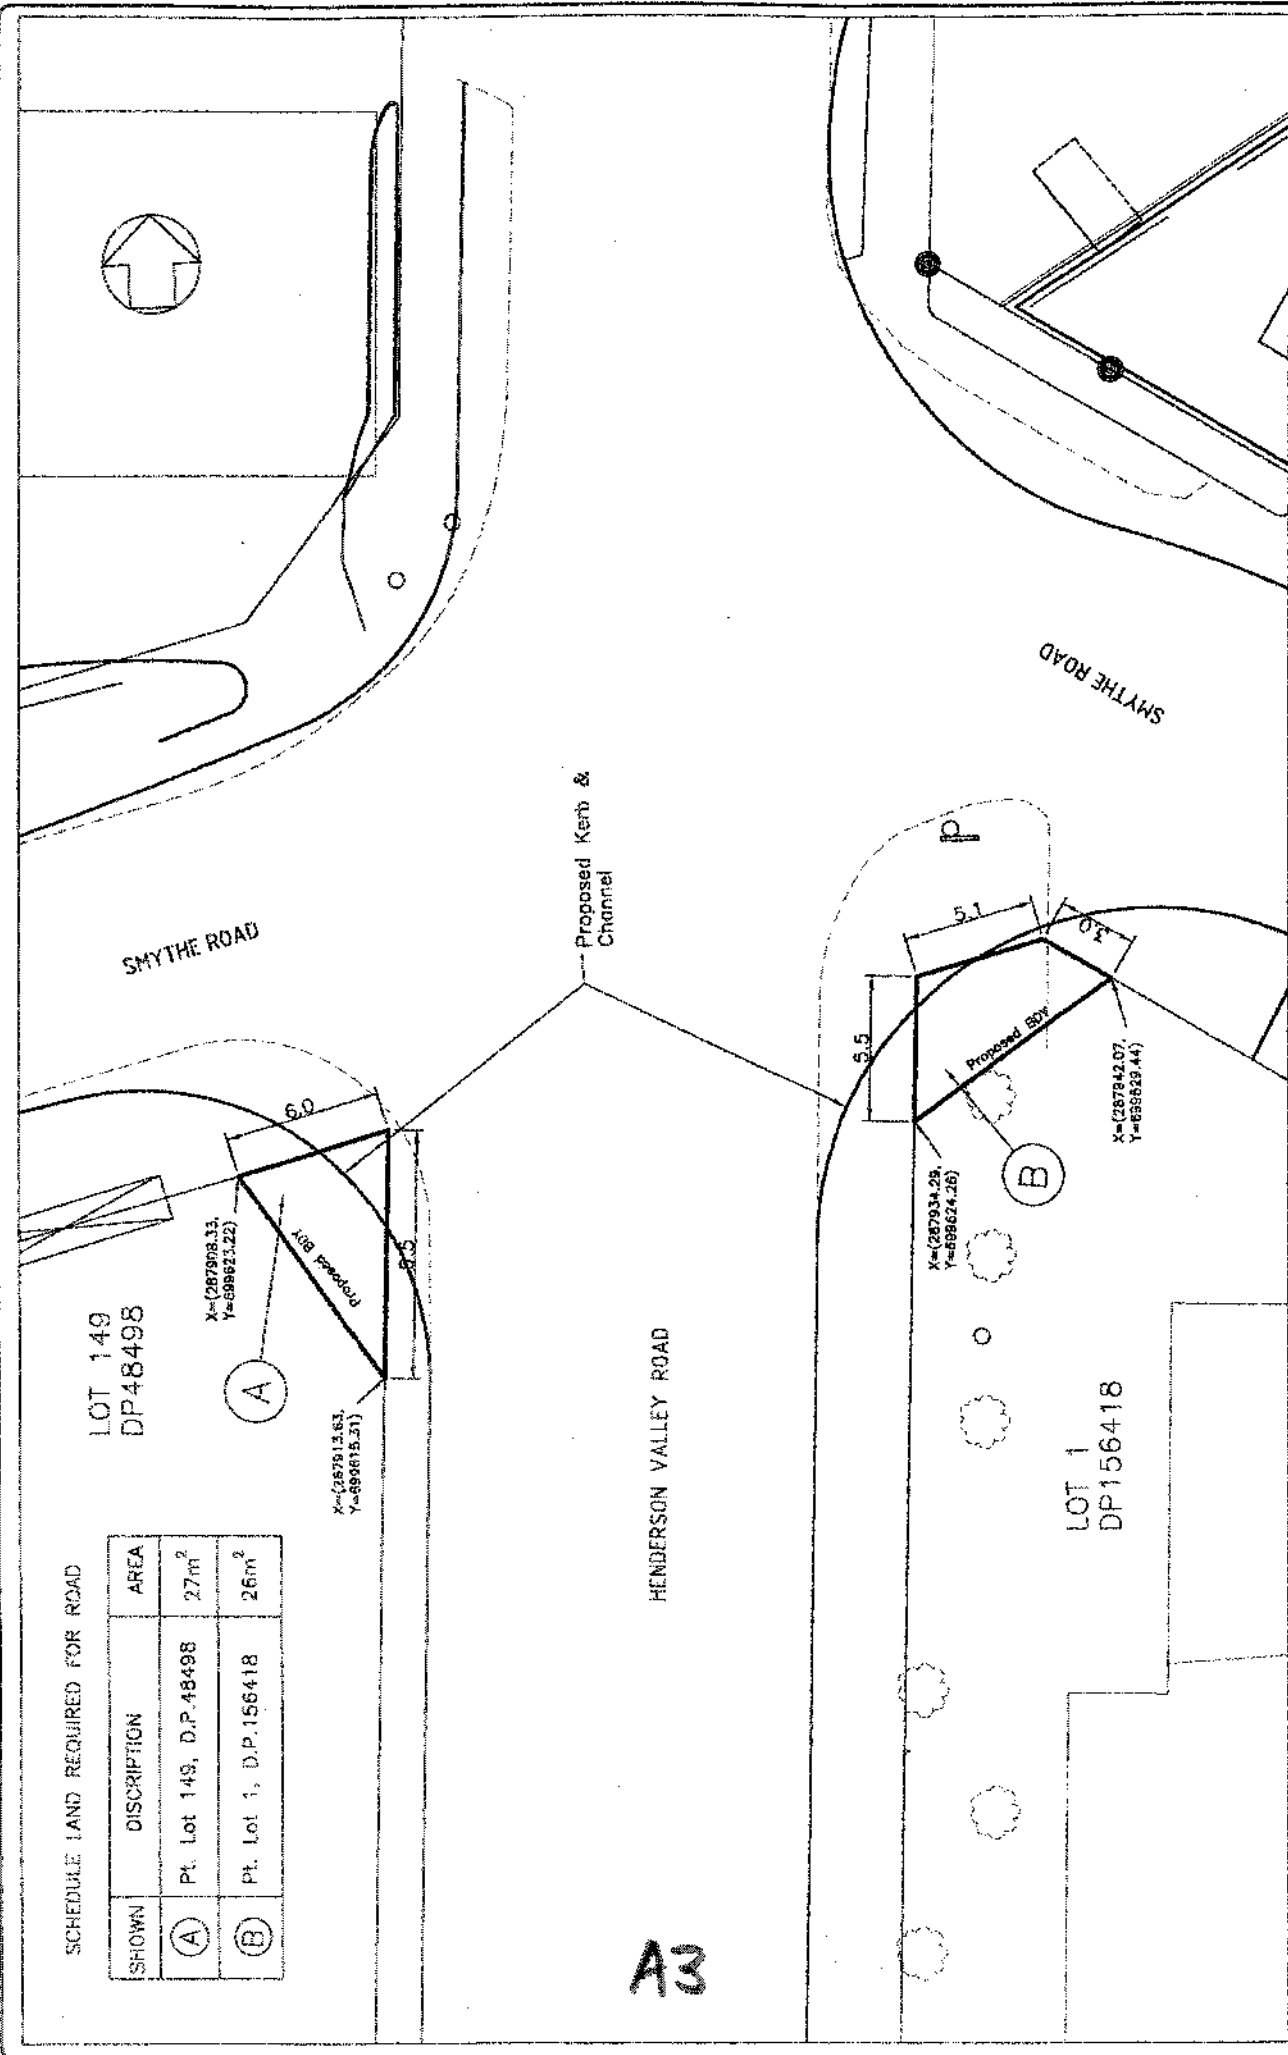 SCHEDULE LAND REQUIRED FOR ROAD
SHOWN DISCRIPTION AREA
A Pt. Lot 149, D.P.48498 27m²
B Pt. Lot 1, D.P.156418 26m²
LOT 149
DP48498
SMYTHE ROAD
A
Proposed BDY
6.0
X=(287908.33,
Y=699623.22)
X=(287913.63,
Y=699615.31)
Proposed Kerb &
Channel
HENDERSON VALLEY ROAD
A3
5.1
3.0
Proposed BDY
B
X=(287934.29,
Y=699624.26)
X=(287942.07,
Y=699629.44)
LOT 1
DP156418
SMYTHE ROAD